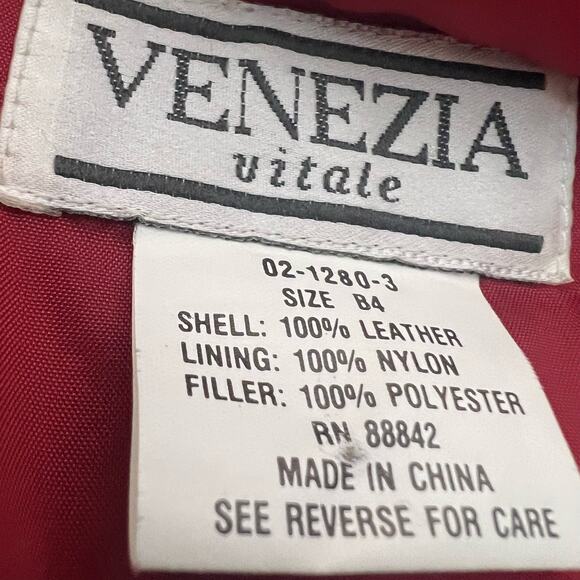 VENEZIA
vitale
02-1280-3
SIZE B4
SHELL: 100% LEATHER
LINING: 100% NYLON
FILLER: 100% POLYESTER
RN 88842
MADE IN CHINA
SEE REVERSE FOR CARE